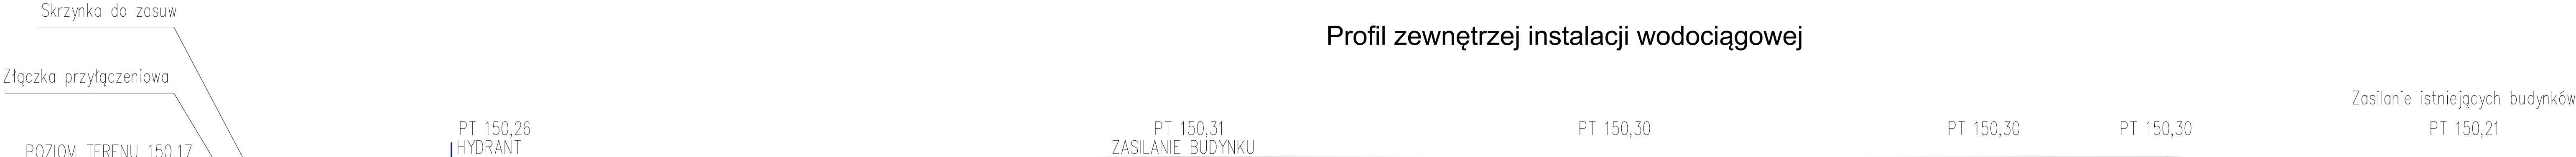 Skrzynka do zasuw
Profil zewnętrzej instalacji wodociągowej
Złączka przyłączeniowa
Zasilanie istniejących budynków
PT 150,26
PT 150,31
PT 150,30
PT 150,30
PT 150,30
PT 150,21
POZIOM TERENU 150,17
HYDRANT
ZASILANIE BUDYNKU